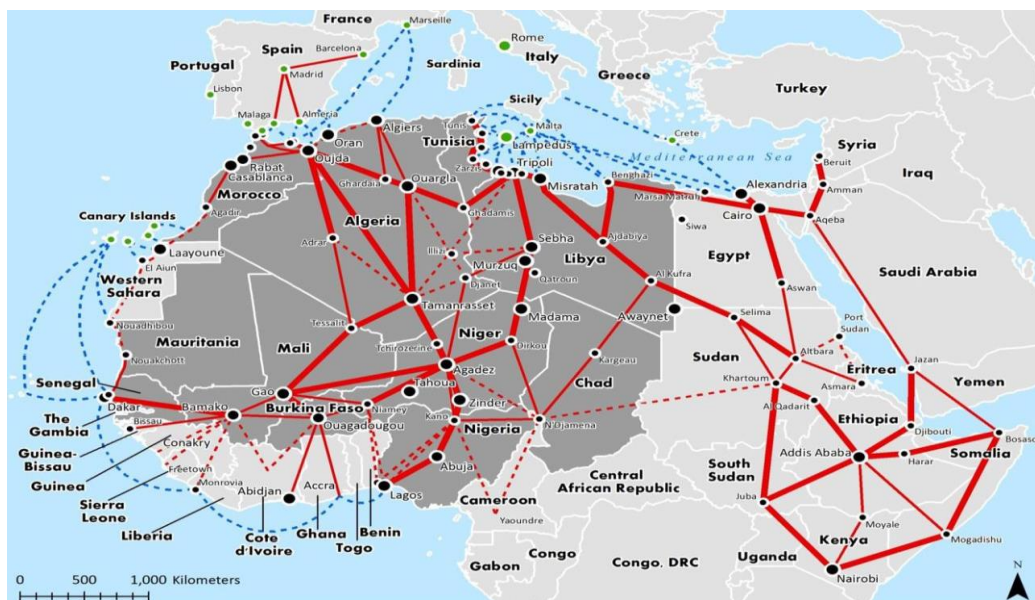 France
Marseille
Rome
Italy
Spain
Barcelona
Portugal
Madrid
Sardinia
Greece
Turkey
Lisbon
Malaga
Almeria
Sicily
Algiers
Tunis
Malta
Crete
Oran
Oujda
Tunisia
Lampedus
Mediterranean Sea
Syria
Beruit
Iraq
Rabat
Casablanca
Zarzis
Tripoli
Misratah
Benghazi
Alexandria
Amman
Morocco
Ghardaia
Ouargla
Marsa Matruh
Cairo
Aqeba
Agadir
Ghadamis
Canary Islands
Algeria
Adrar
Illizi
Sebha
Ajdabiya
Siwa
Laayoune
El Aiun
Murzuq
Libya
Egypt
Saudi Arabia
Western
Sahara
Djanet
Qatroun
Al Kufra
Aswan
Tamanrasset
Madama
Awaynet
Selima
Port
Sudan
Nouadhibou
Mauritania
Tessalit
Mali
Tchirozerine
Niger
Dirkou
Nouakchott
Kargeau
Sudan
Altbara
Jazan
Agadez
Chad
Khartoum
Eritrea
Asmara
Yemen
Senegal
Gao
Tahoua
Dakar
Bamako
Burkina Faso
Niamey
Zinder
Al Qadarit
Ethiopia
The
Gambia
Bissau
Ouagadougou
Kano
Nigeria
N'Djamena
Djibouti
Bosaso
Guinea-
Bissau
Conakry
Addis Ababa
Harar
Somalia
Guinea
Freetown
Abuja
Central
African Republic
South
Sudan
Sierra
Leone
Monrovia
Abidjan
Accra
Lagos
Cameroon
Juba
Liberia
Cote
d'Ivoire
Ghana
Togo
Benin
Yaoundre
Moyale
Kenya
Mogadishu
Gabon
Congo
Congo, DRC
Uganda
Nairobi
0 500 1,000 Kilometers
N